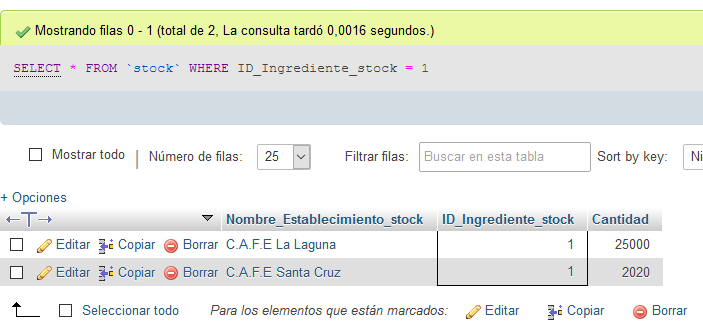 Mostrando filas 0 - 1 (total de 2, La consulta tardó 0,0016 segundos.)
SELECT * FROM `stock` WHERE ID_Ingrediente_stock = 1
Mostrar todo Número de filas: 25 Filtrar filas: Buscar en esta tabla Sort by key: Ni
+ Opciones
←T→ Nombre_Establecimiento_stock ID_Ingrediente_stock Cantidad
Editar Copiar Borrar C.A.F.E La Laguna 1 25000
Editar Copiar Borrar C.A.F.E Santa Cruz 1 2020
Seleccionar todo Para los elementos que están marcados: Editar Copiar Borrar